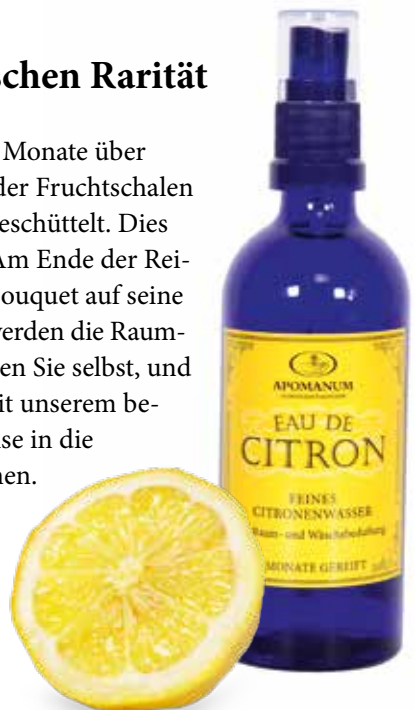 schen Rarität
Monate über
der Fruchtschalen
eschüttelt. Dies
Am Ende der Rei-
ouquet auf seine
verden die Raum-
en Sie selbst, und
it unserem be-
se in die
nen.
APOMANUM
EAU DE
CITRON
FEINES
CITRONENWASSER
Raum- und Wäschebeduftung
MONATE GEREIFT